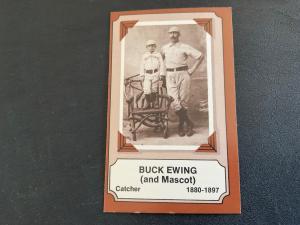 BUCK EWING
(and Mascot)
Catcher 1880-1897